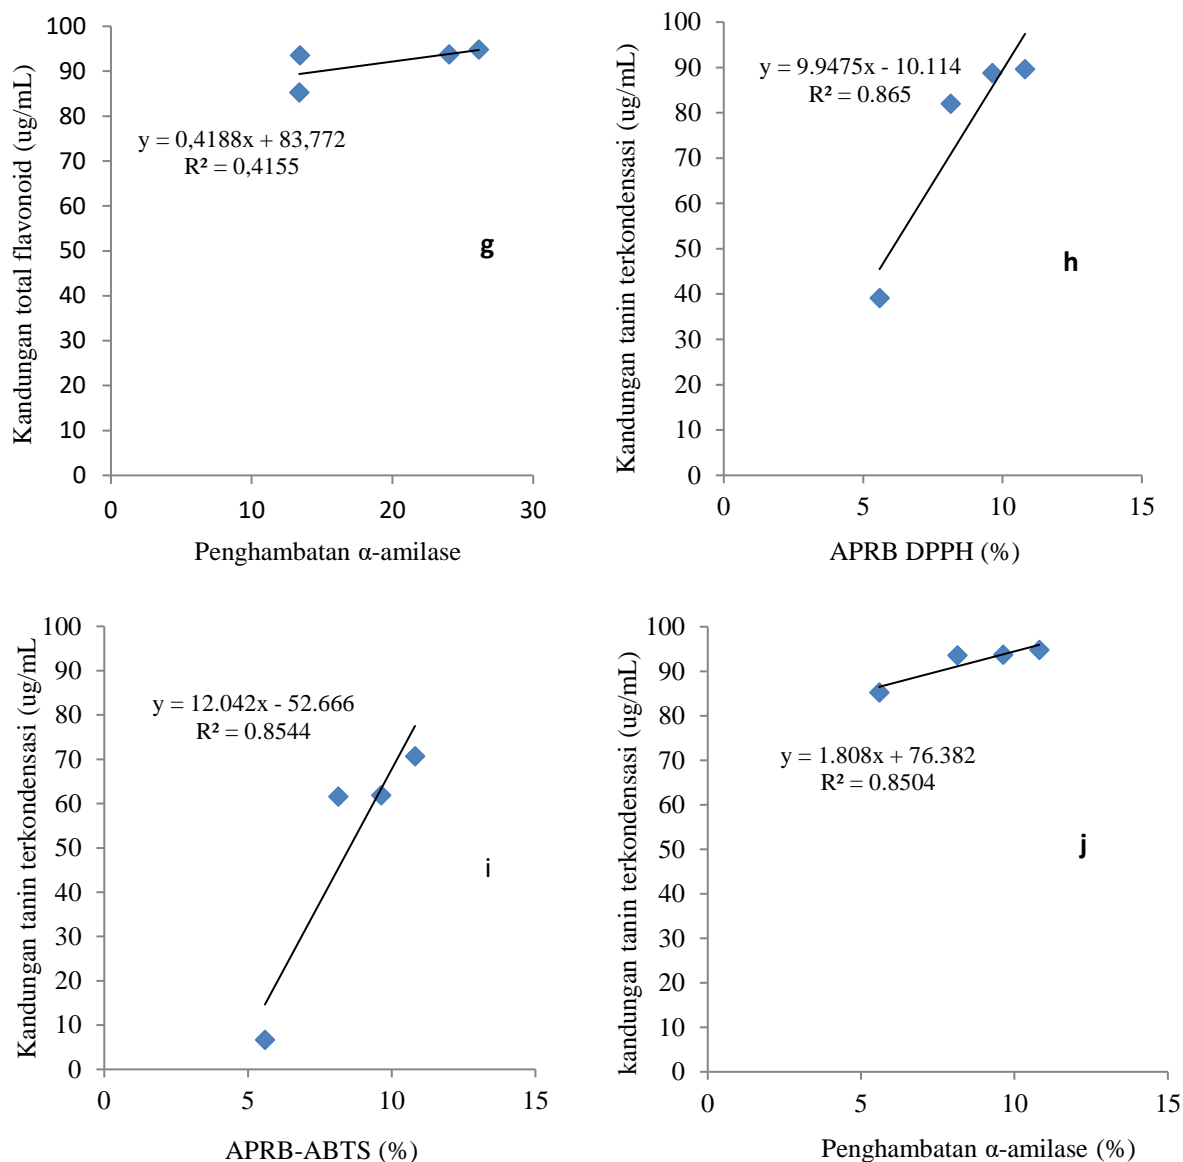 Kandungan total flavonoid (ug/mL)
100
90
80
70
60
50
40
30
20
10
0
y = 0,4188x + 83,772
R² = 0,4155
g
0 10 20 30
Penghambatan α-amilase
Kandungan tanin terkondensasi (ug/mL)
100
90
80
70
60
50
40
30
20
10
0
y = 9.9475x - 10.114
R² = 0.865
h
0 5 10 15
APRB DPPH (%)
Kandungan tanin terkondensasi (ug/mL
100
90
80
70
60
50
40
30
20
10
0
y = 12.042x - 52.666
R² = 0.8544
i
0 5 10 15
APRB-ABTS (%)
kandungan tanin terkondensasi (ug/mL)
100
90
80
70
60
50
40
30
20
10
0
y = 1.808x + 76.382
R² = 0.8504
j
0 5 10 15
Penghambatan α-amilase (%)